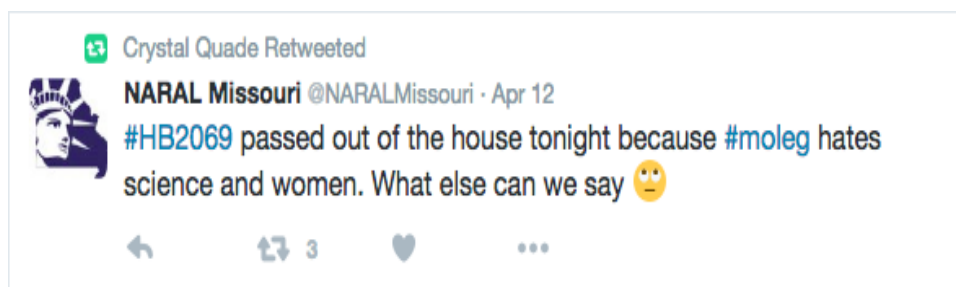 Crystal Quade Retweeted
NARAL Missouri @NARALMissouri · Apr 12
#HB2069 passed out of the house tonight because #moleg hates
science and women. What else can we say 🙄
3